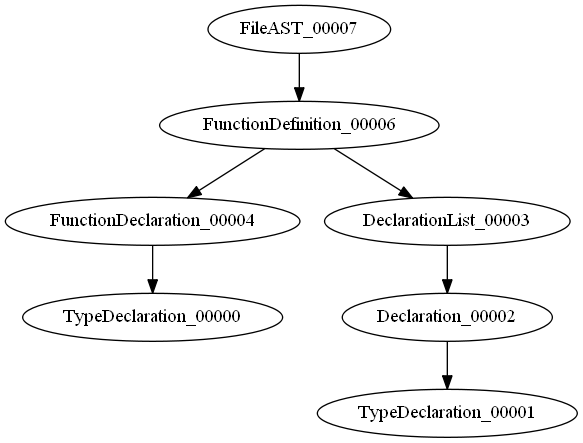 FileAST_00007
FunctionDefinition_00006
FunctionDeclaration_00004
DeclarationList_00003
TypeDeclaration_00000
Declaration_00002
TypeDeclaration_00001